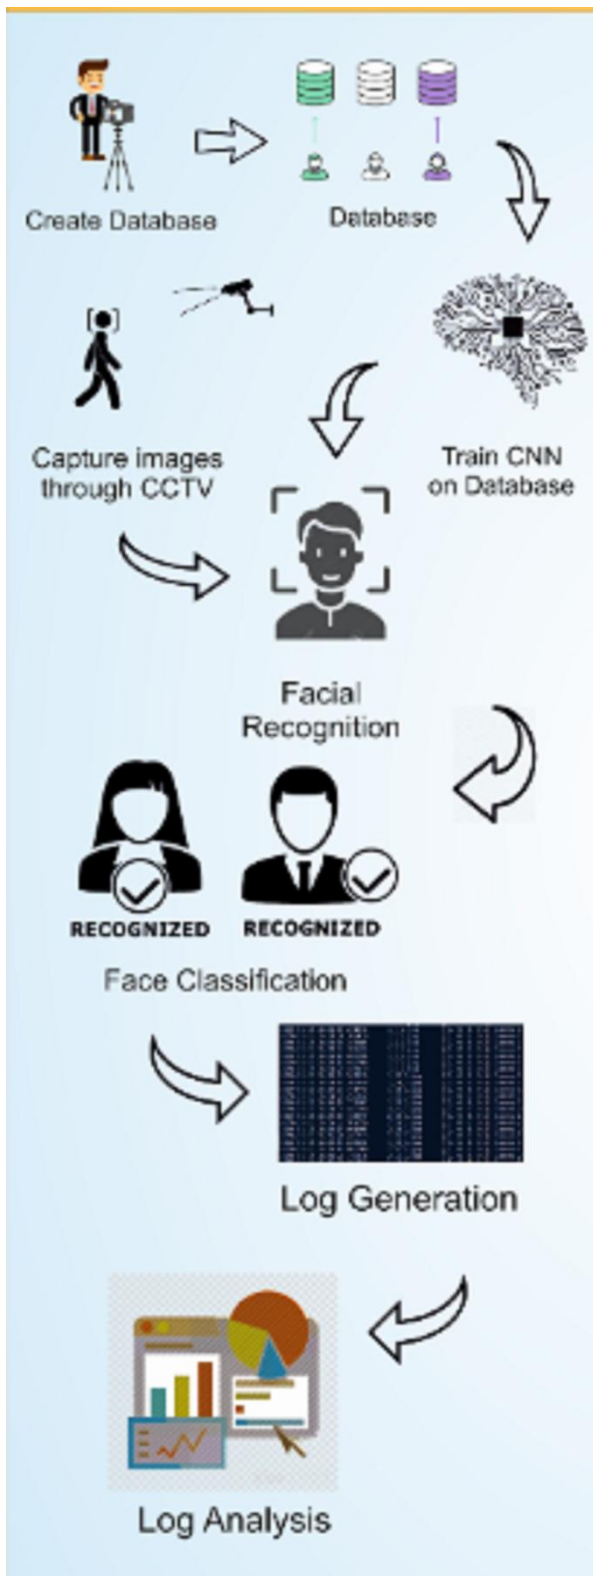 Create Database
Database
Capture images
through CCTV
Train CNN
on Database
Facial
Recognition
RECOGNIZED
RECOGNIZED
Face Classification
Log Generation
Log Analysis